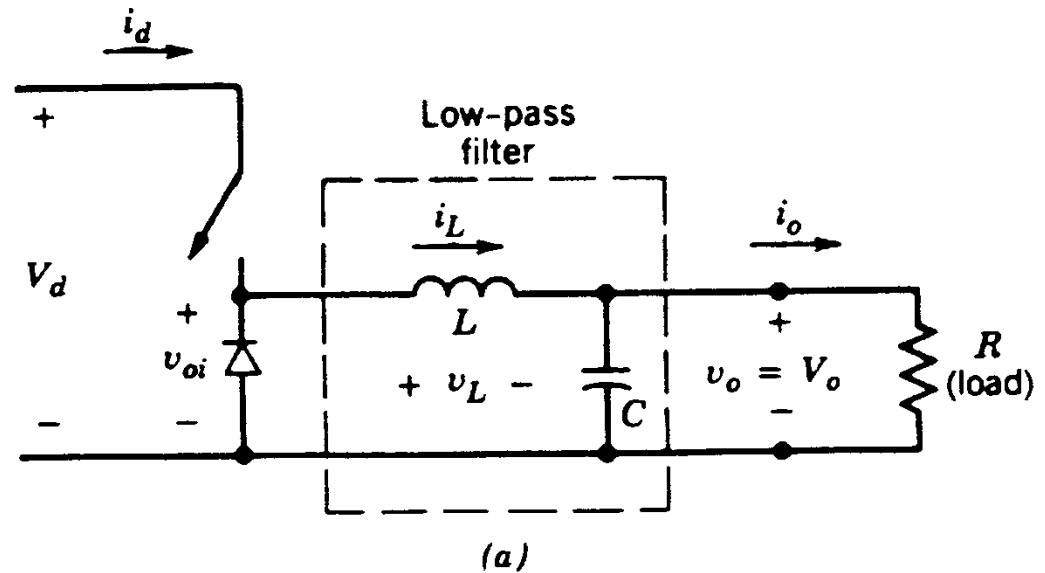 i_d
+
Low-pass
filter
i_L
i_o
V_d
+
L
+
R
(load)
v_oi
+ v_L −
C
v_o = V_o
−
−
−
(a)